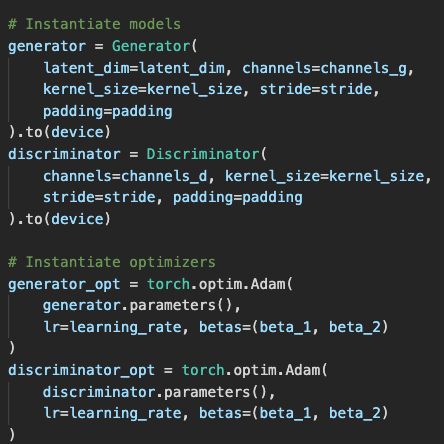 # Instantiate models
generator = Generator(
    latent_dim=latent_dim, channels=channels_g,
    kernel_size=kernel_size, stride=stride,
    padding=padding
).to(device)
discriminator = Discriminator(
    channels=channels_d, kernel_size=kernel_size,
    stride=stride, padding=padding
).to(device)

# Instantiate optimizers
generator_opt = torch.optim.Adam(
    generator.parameters(),
    lr=learning_rate, betas=(beta_1, beta_2)
)
discriminator_opt = torch.optim.Adam(
    discriminator.parameters(),
    lr=learning_rate, betas=(beta_1, beta_2)
)